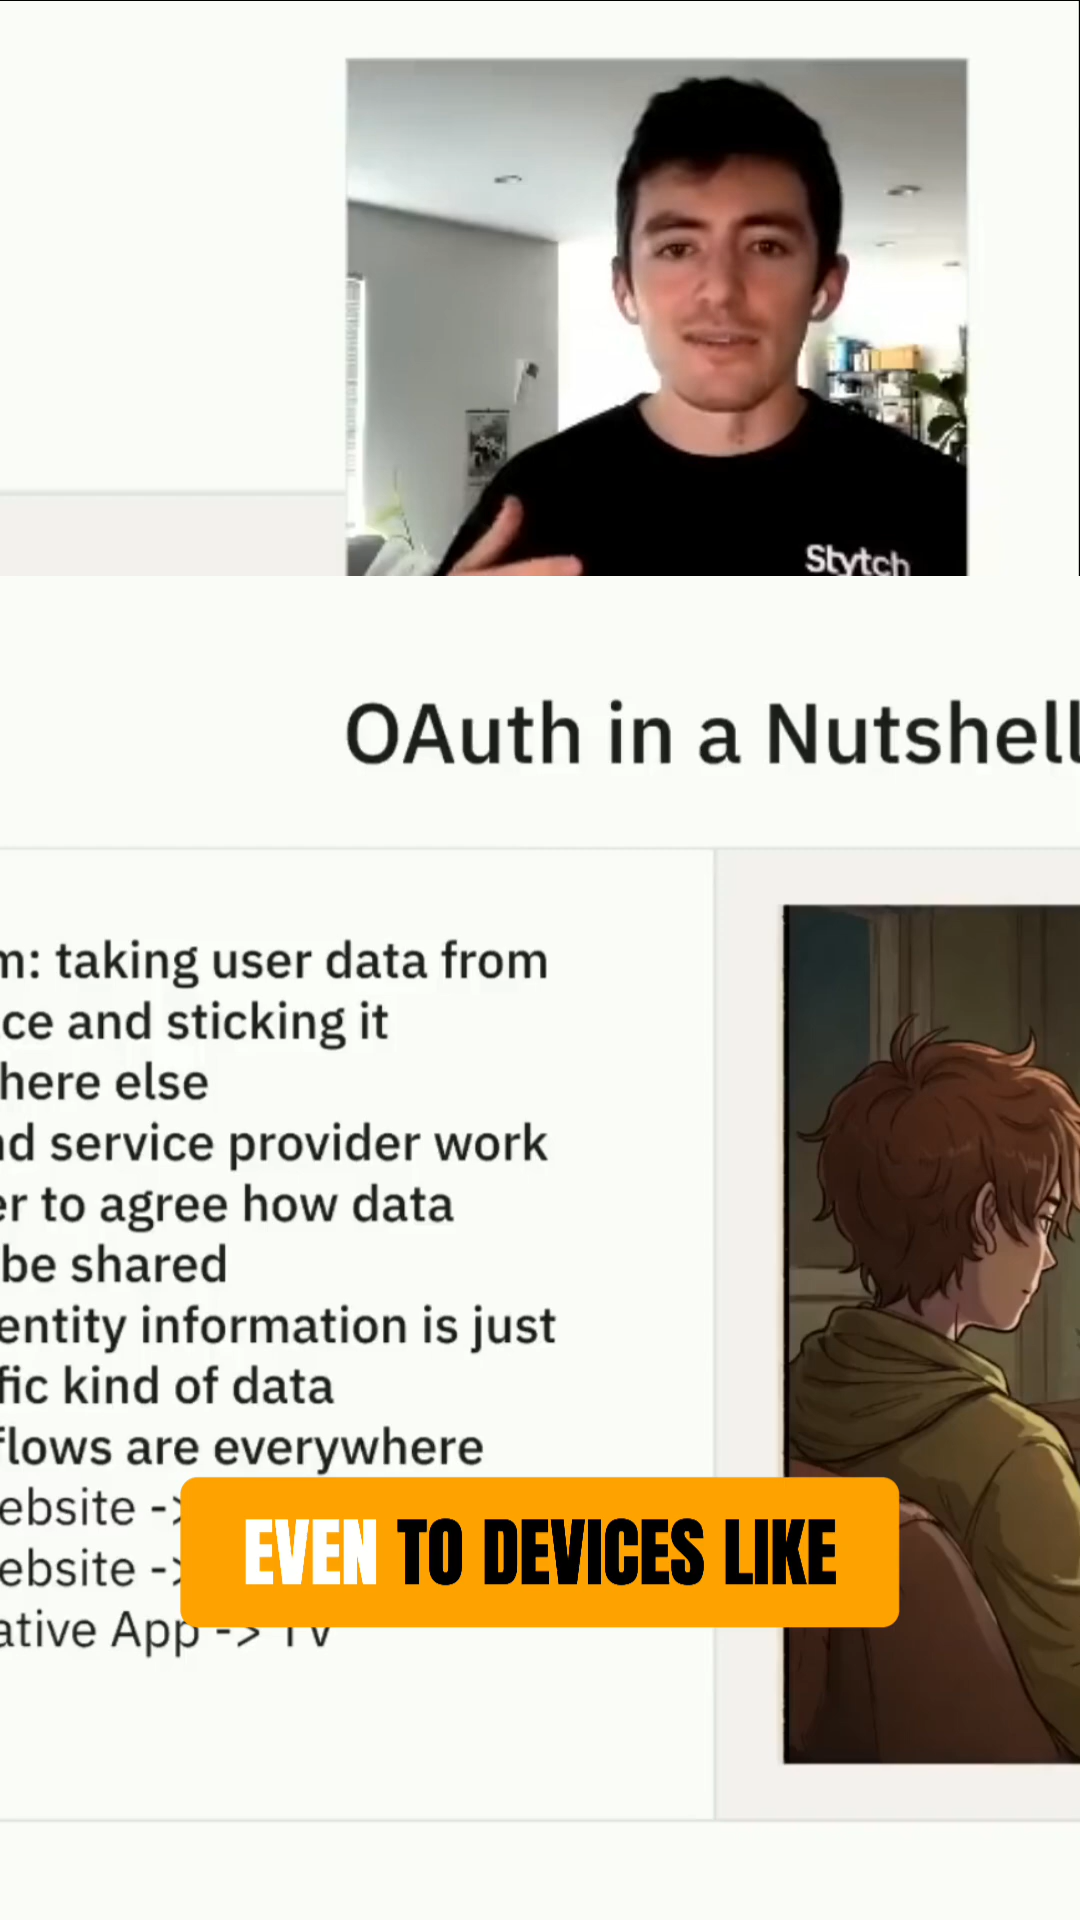 Stytch
OAuth in a Nutshell
m: taking user data from
ce and sticking it
here else
nd service provider work
er to agree how data
be shared
entity information is just
fic kind of data
flows are everywhere
ebsite ->
ebsite ->
ative App -> TV
EVEN TO DEVICES LIKE